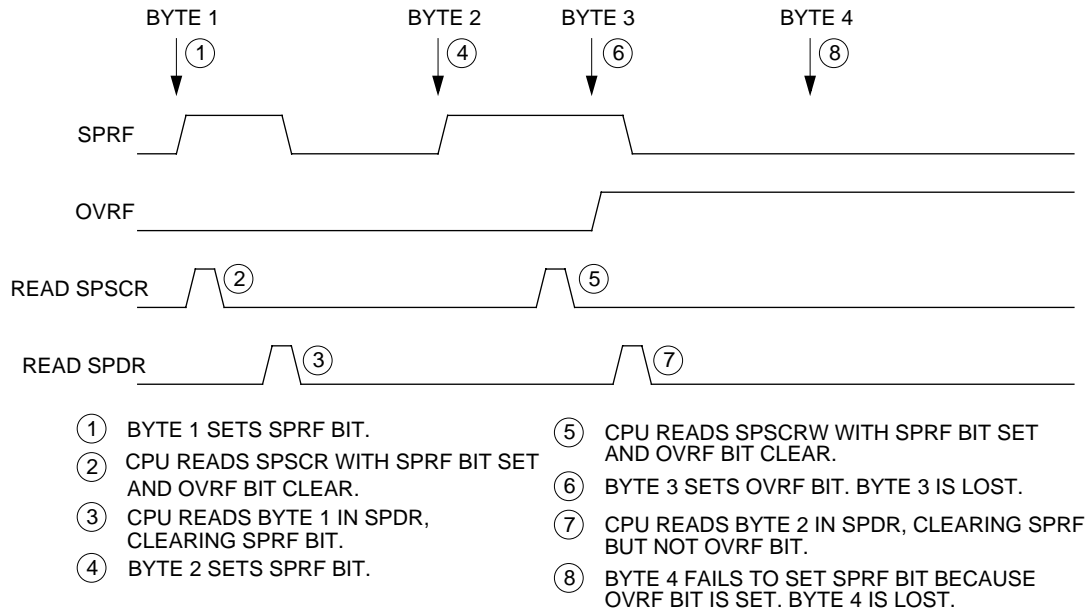 BYTE 1 BYTE 2 BYTE 3 BYTE 4
1 4 6 8
SPRF
OVRF
READ SPSCR 2 5
READ SPDR 3 7
1 BYTE 1 SETS SPRF BIT.
2 CPU READS SPSCR WITH SPRF BIT SET
AND OVRF BIT CLEAR.
3 CPU READS BYTE 1 IN SPDR,
CLEARING SPRF BIT.
4 BYTE 2 SETS SPRF BIT.
5 CPU READS SPSCRW WITH SPRF BIT SET
AND OVRF BIT CLEAR.
6 BYTE 3 SETS OVRF BIT. BYTE 3 IS LOST.
7 CPU READS BYTE 2 IN SPDR, CLEARING SPRF
BUT NOT OVRF BIT.
8 BYTE 4 FAILS TO SET SPRF BIT BECAUSE
OVRF BIT IS SET. BYTE 4 IS LOST.